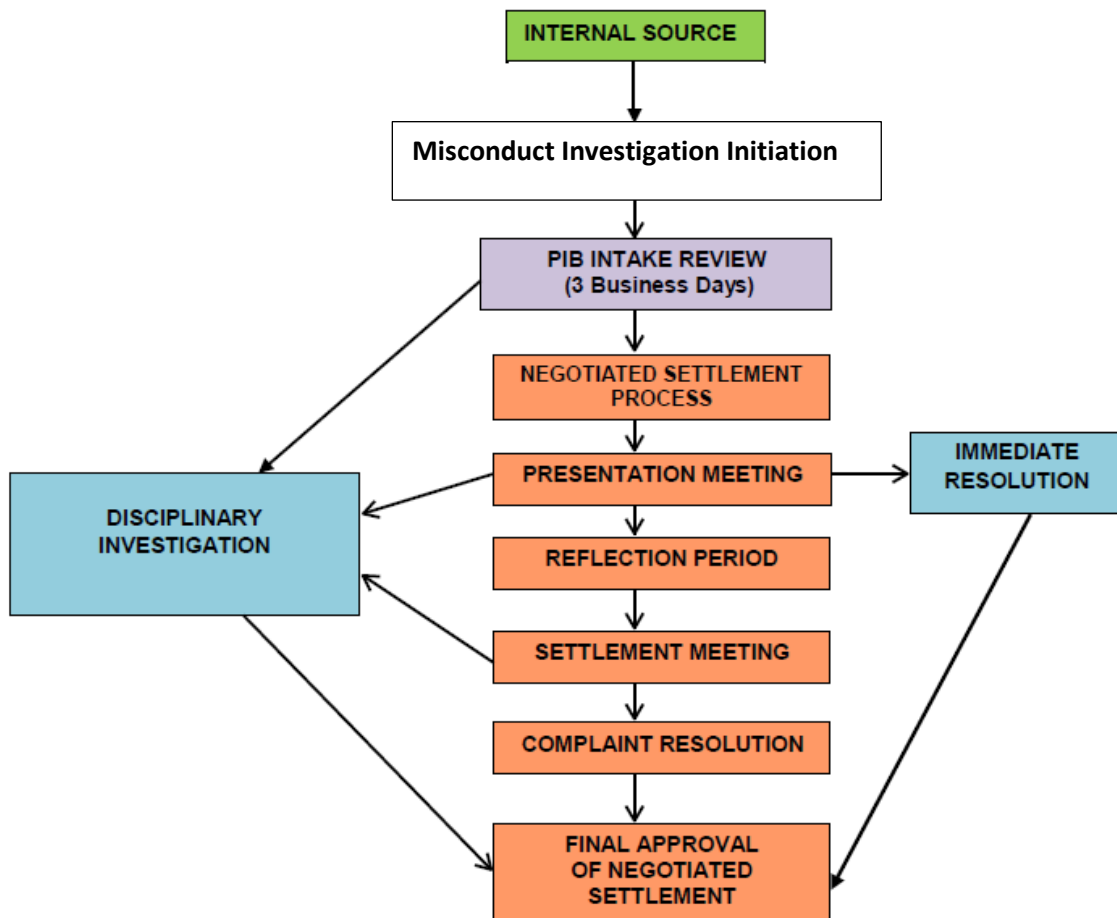 INTERNAL SOURCE
Misconduct Investigation Initiation
PIB INTAKE REVIEW
(3 Business Days)
NEGOTIATED SETTLEMENT
PROCESS
PRESENTATION MEETING
IMMEDIATE
RESOLUTION
DISCIPLINARY
INVESTIGATION
REFLECTION PERIOD
SETTLEMENT MEETING
COMPLAINT RESOLUTION
FINAL APPROVAL
OF NEGOTIATED
SETTLEMENT